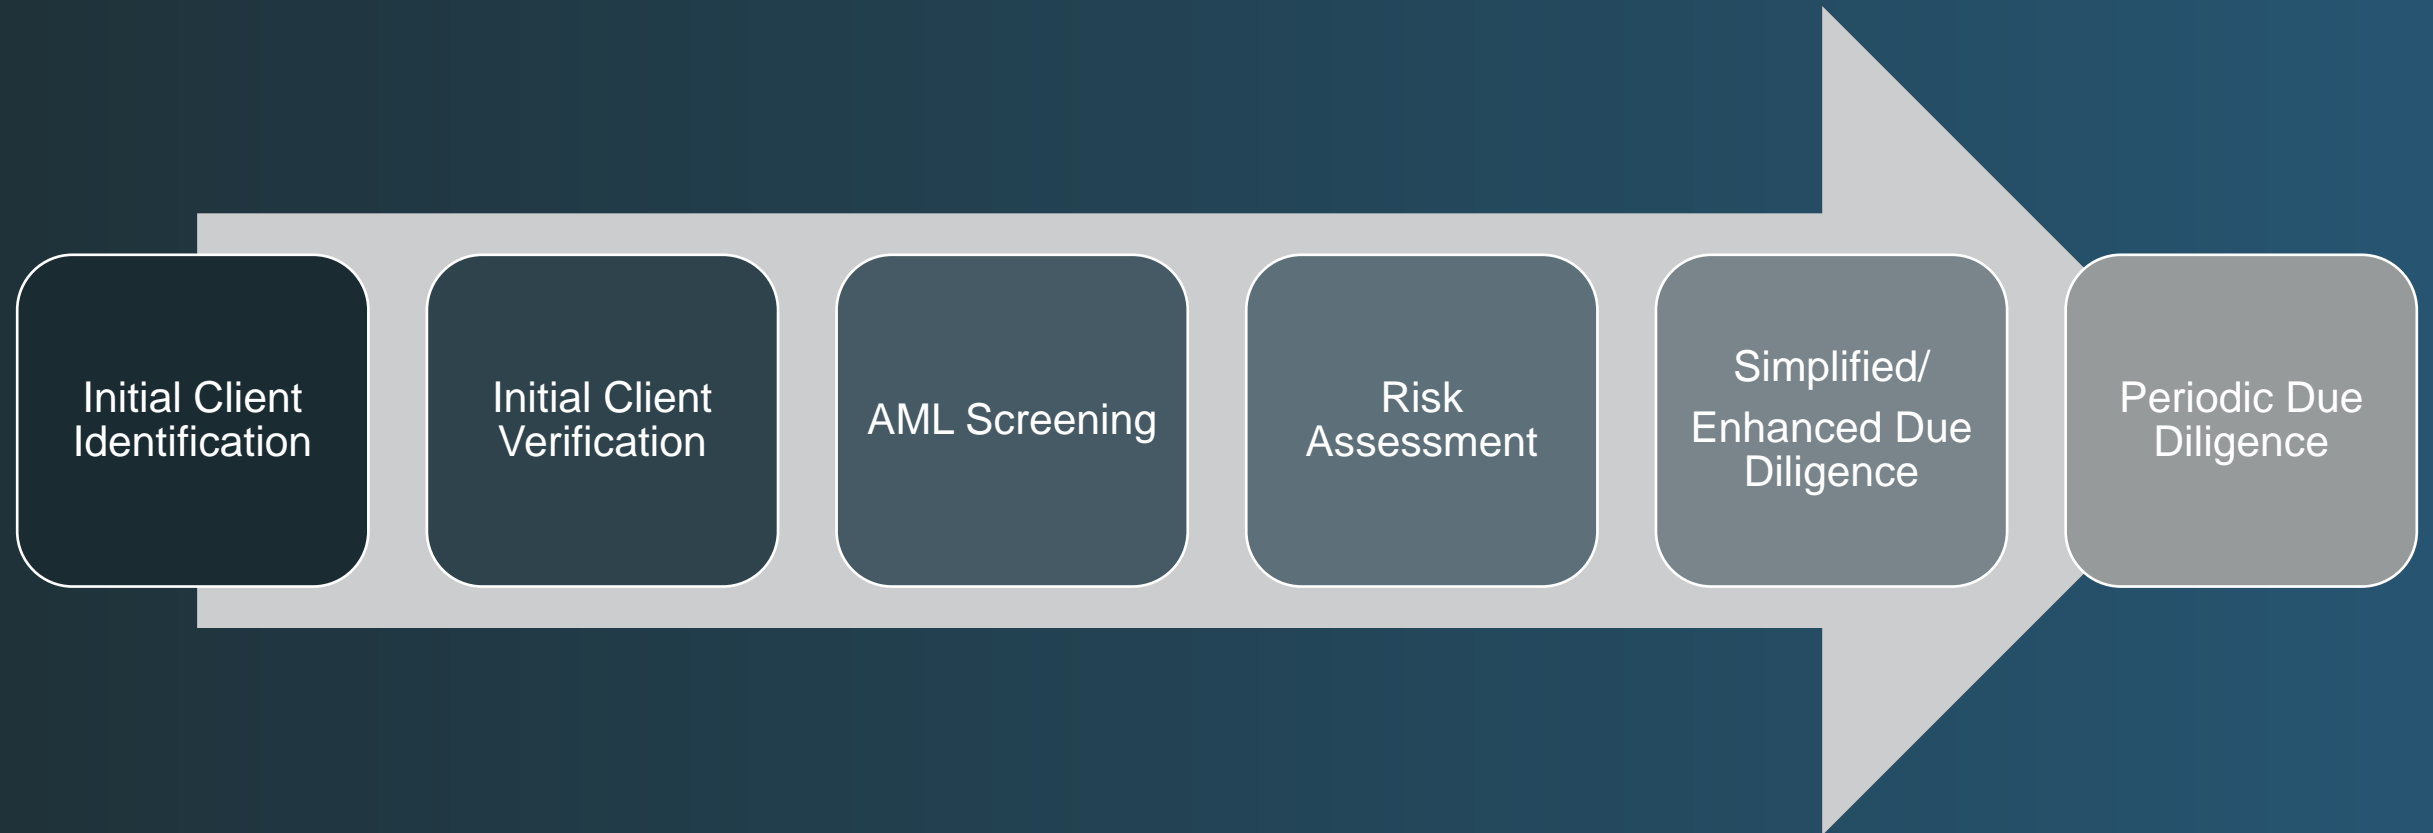 Initial Client
Identification
Initial Client
Verification
AML Screening
Risk
Assessment
Simplified/
Enhanced Due
Diligence
Periodic Due
Diligence